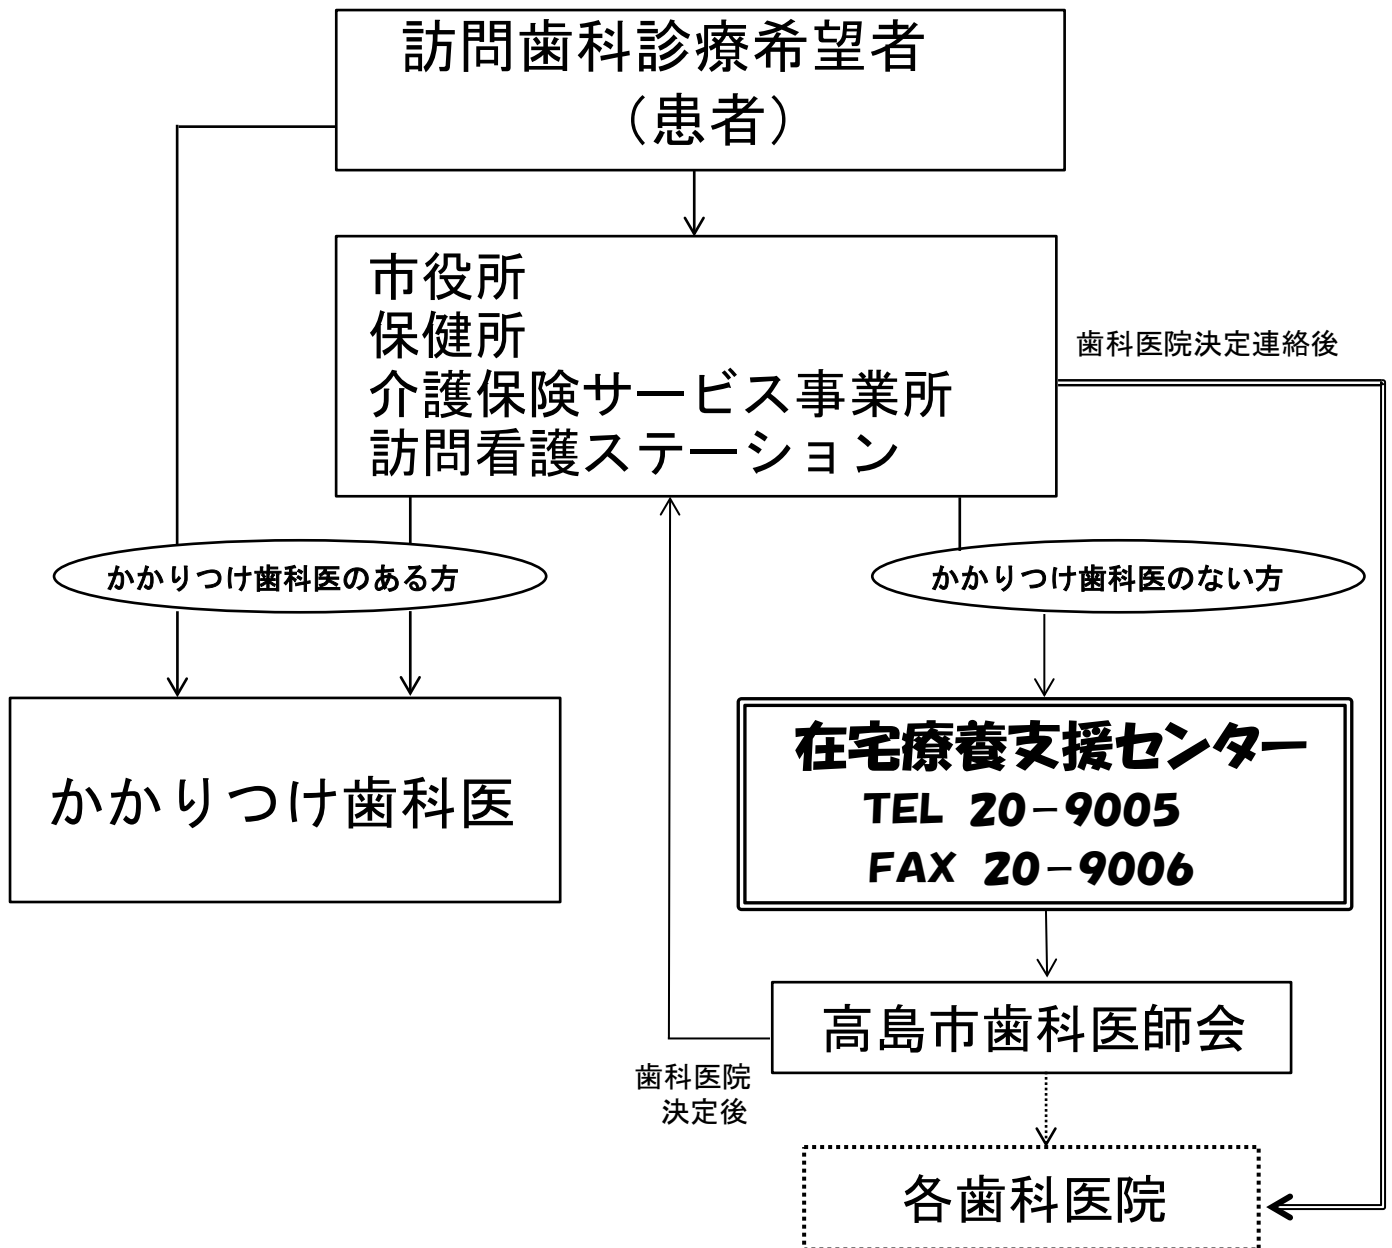 訪問歯科診療希望者
（患者）
市役所
保健所
介護保険サービス事業所
訪問看護ステーション
歯科医院決定連絡後
かかりつけ歯科医のある方
かかりつけ歯科医のない方
かかりつけ歯科医
在宅療養支援センター
TEL 20－9005
FAX 20－9006
高島市歯科医師会
歯科医院
決定後
各歯科医院